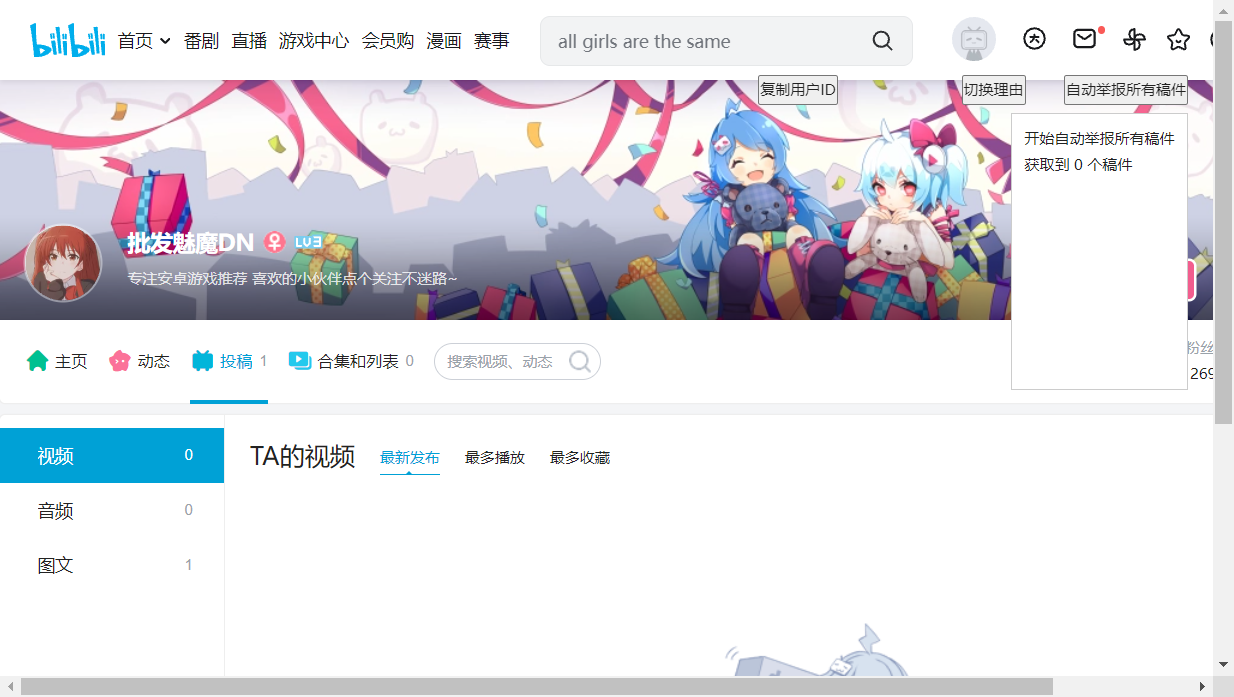 bilibili 首页 番剧 直播 游戏中心 会员购 漫画 赛事 all girls are the same
复制用户ID 切换理由 自动举报所有稿件
开始自动举报所有稿件
获取到 0 个稿件
批发魅魔DN LV3
专注安卓游戏推荐 喜欢的小伙伴点个关注不迷路~
主页 动态 投稿 1 合集和列表 0 搜索视频、动态
粉丝
269
视频 0
TA的视频 最新发布 最多播放 最多收藏
音频 0
图文 1